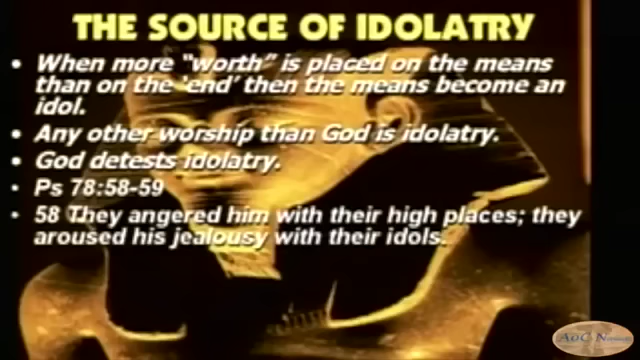 THE SOURCE OF IDOLATRY
• When more "worth" is placed on the means
than on the 'end' then the means become an
idol.
• Any other worship than God is idolatry.
• God detests idolatry.
• Ps 78:58-59
• 58 They angered him with their high places; they
aroused his jealousy with their idols.
AoC N